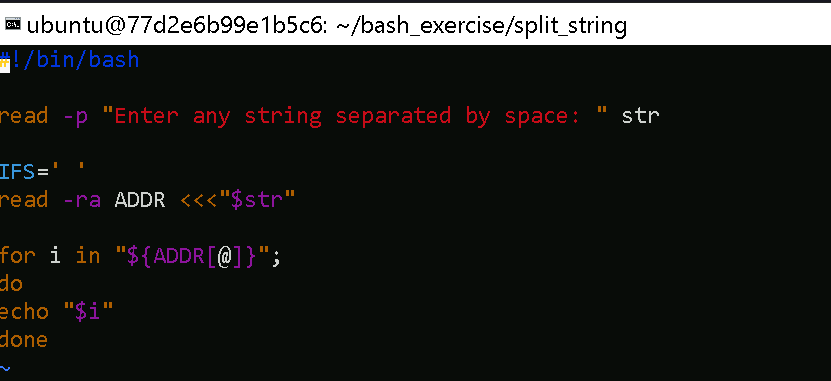 ubuntu@77d2e6b99e1b5c6: ~/bash_exercise/split_string
#!/bin/bash
read -p "Enter any string separated by space: " str
IFS=' '
read -ra ADDR <<<"$str"
for i in "${ADDR[@]}";
do
echo "$i"
done
~